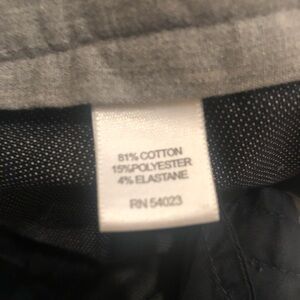 81% COTTON
15%POLYESTER
4% ELASTANE
RN 54023